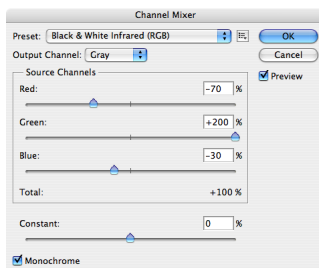 Channel Mixer
Preset: Black & White Infrared (RGB) OK
Output Channel: Gray Cancel
Source Channels Preview
Red: -70 %
Green: +200 %
Blue: -30 %
Total: +100 %
Constant: 0 %
Monochrome